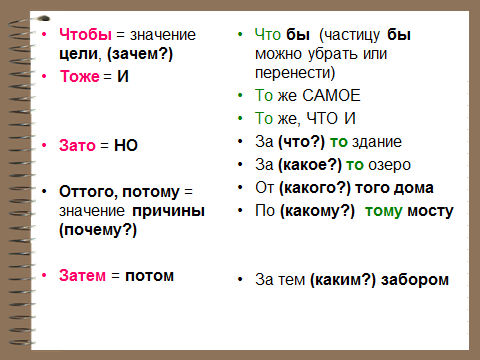 Чтобы = значение
цели, (зачем?)
Тоже = И
Зато = НО
Оттого, потому =
значение причины
(почему?)
Затем = потом
Что бы (частицу бы
можно убрать или
перенести)
То же САМОЕ
То же, ЧТО И
За (что?) то здание
За (какое?) то озеро
От (какого?) того дома
По (какому?) тому мосту
За тем (каким?) забором